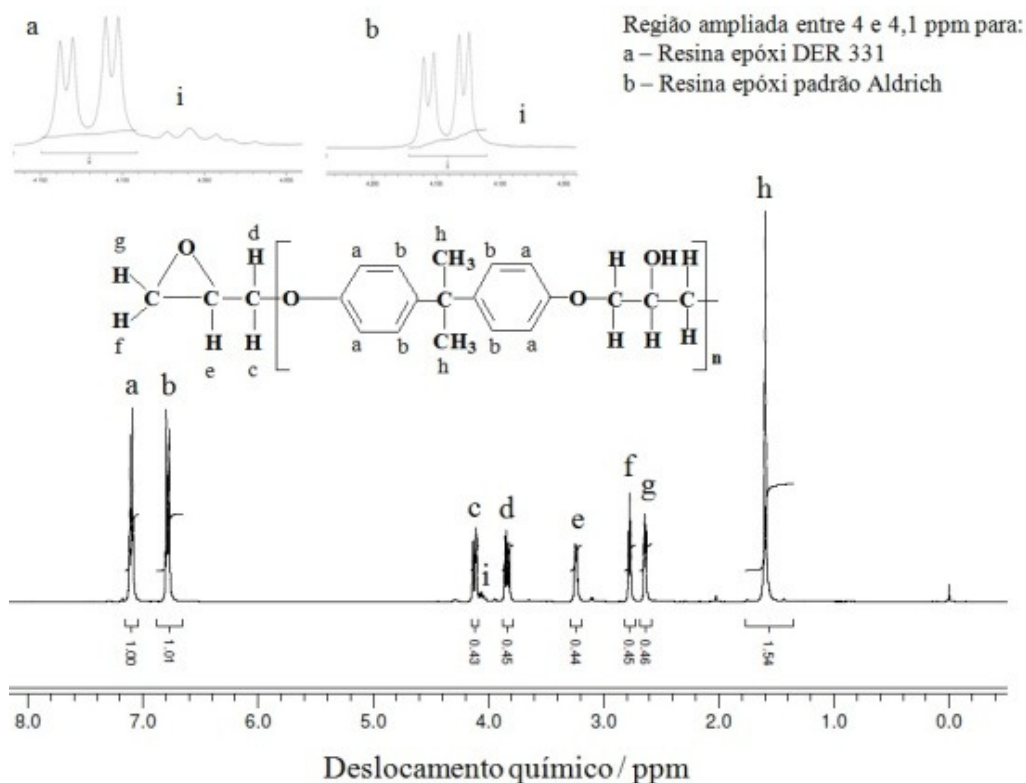 a
b
Região ampliada entre 4 e 4,1 ppm para:
a – Resina epóxi DER 331
b – Resina epóxi padrão Aldrich
i
i
h
g
d
h
H
O
H
a b CH₃ b a
H OH H
H C C C O C O C C C
H
H H CH₃ H H H
f a b b a
n
e c h
a b
f
c d e g
i
1.00 1.01 0.43 0.45 0.44 0.45 0.46 1.54
8.0 7.0 6.0 5.0 4.0 3.0 2.0 1.0 0.0
Deslocamento químico / ppm